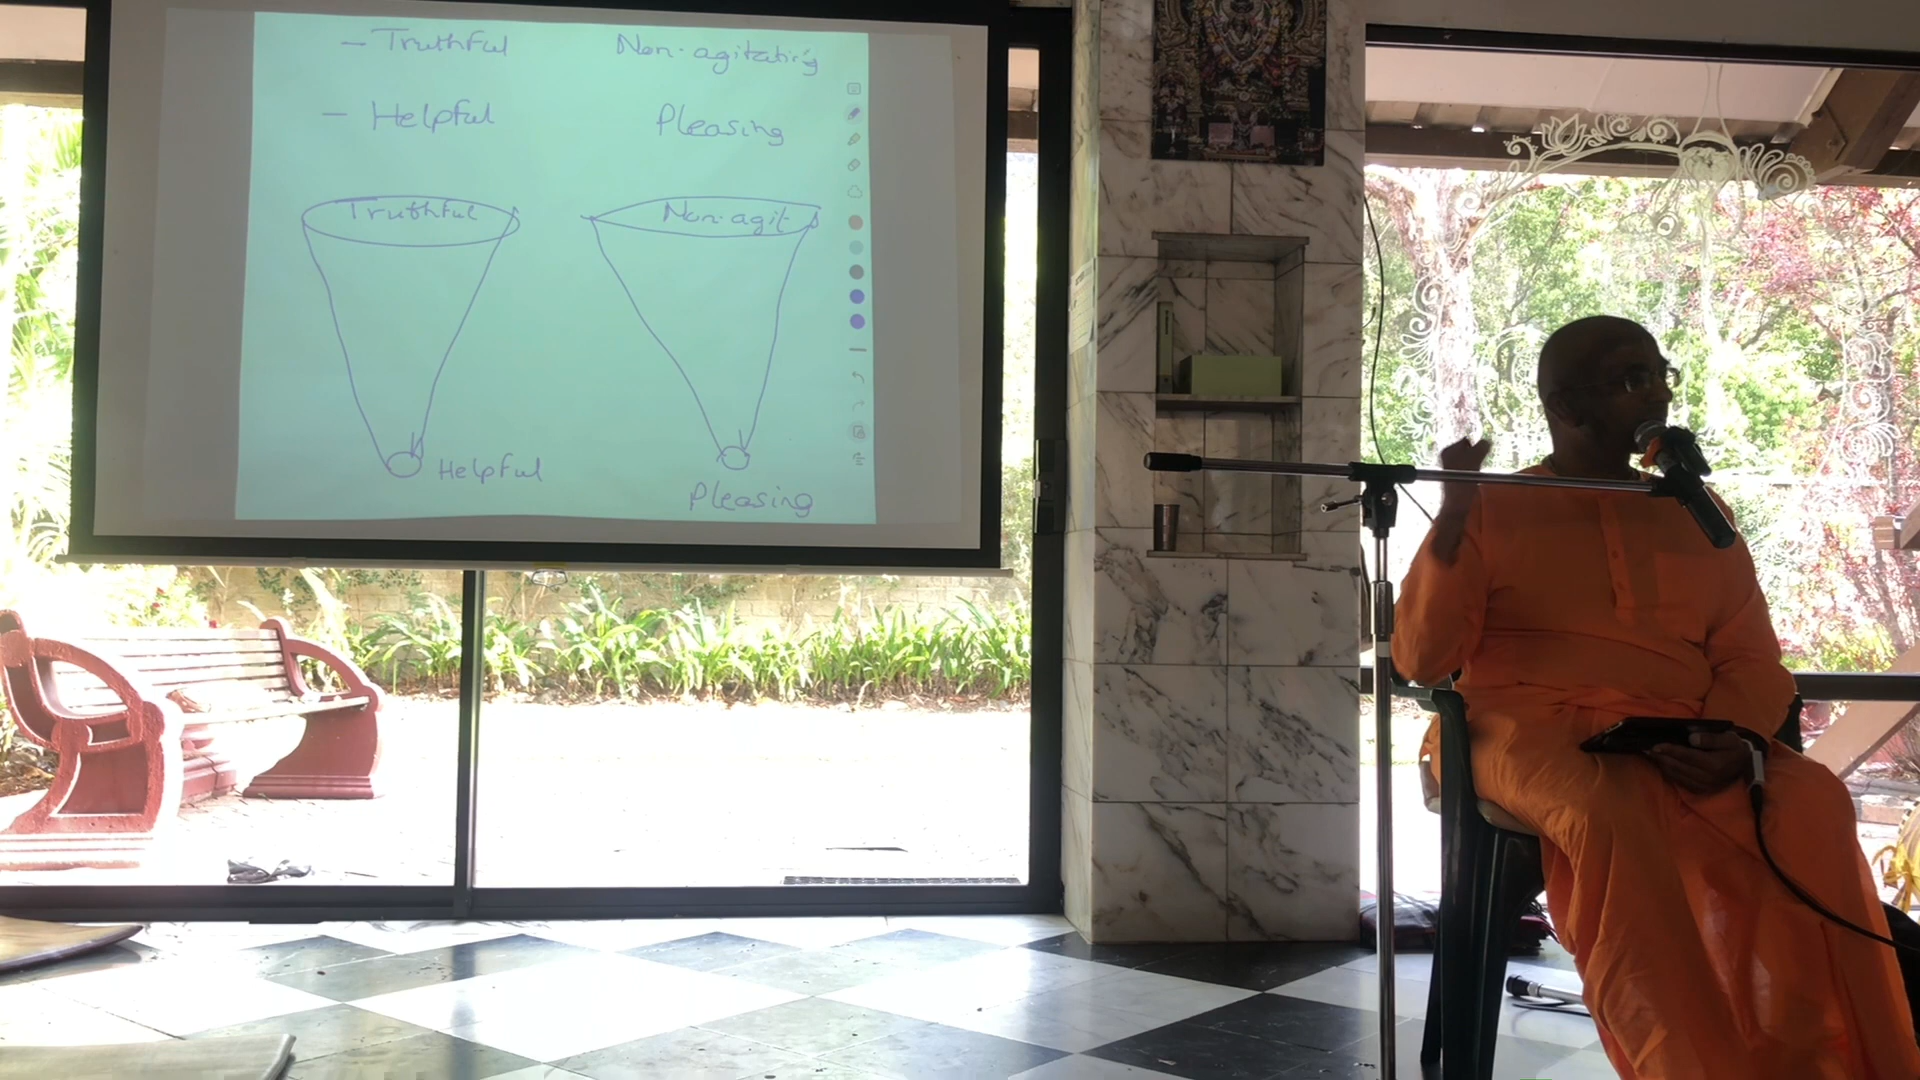 - Truthful Non-agitating
- Helpful Pleasing
Truthful Non-agit
Helpful
Pleasing